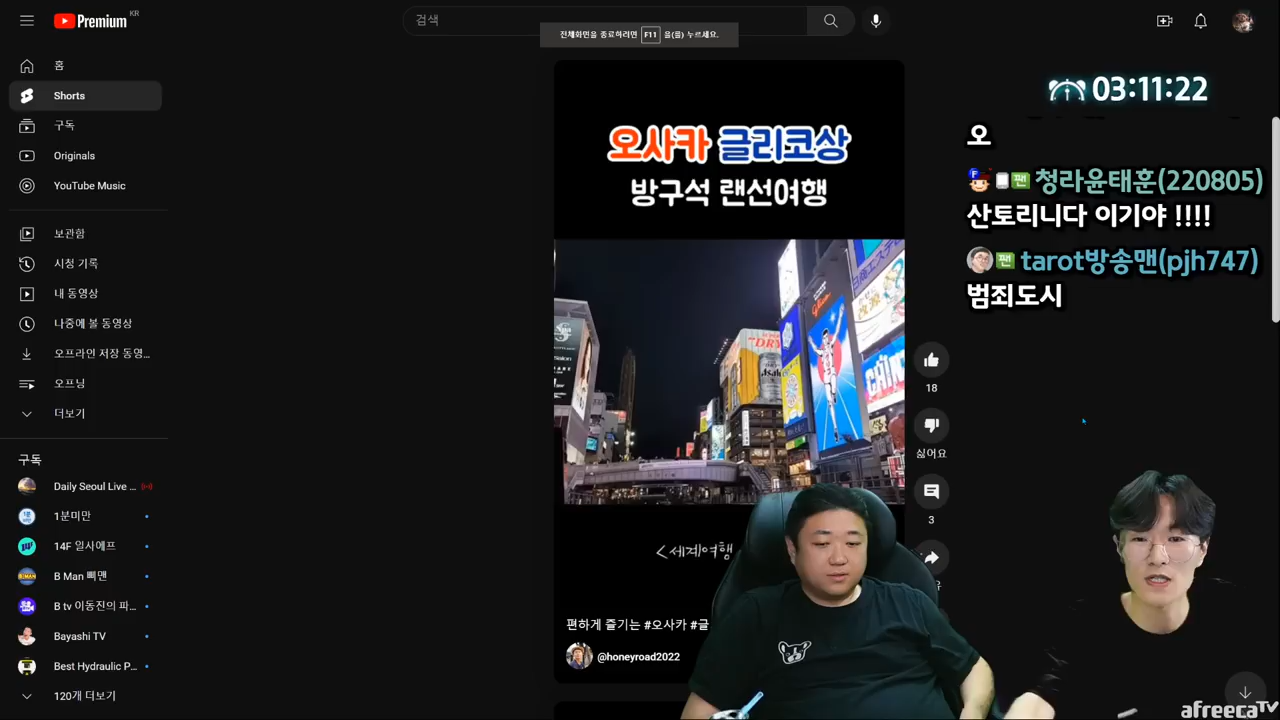 Premium KR
검색
전체화면을 종료하려면 F11 을(를) 누르세요.
홈
Shorts
구독
Originals
YouTube Music
보관함
시청 기록
내 동영상
나중에 볼 동영상
오프라인 저장 동영...
오프닝
더보기
구독
Daily Seoul Live ...
1분미만
14F 일사에프
B Man 삐맨
B tv 이동진의 파...
Bayashi TV
Best Hydraulic P...
120개 더보기
오사카 글리코상
방구석 랜선여행
Asahi
<세계여행
편하게 즐기는 #오사카 #글
@honeyroad2022
18
싫어요
3
03:11:22
오
청라윤태훈(220805)
산토리니다 이기야 !!!!
tarot방송맨(pjh747)
범죄도시
afreecaTV